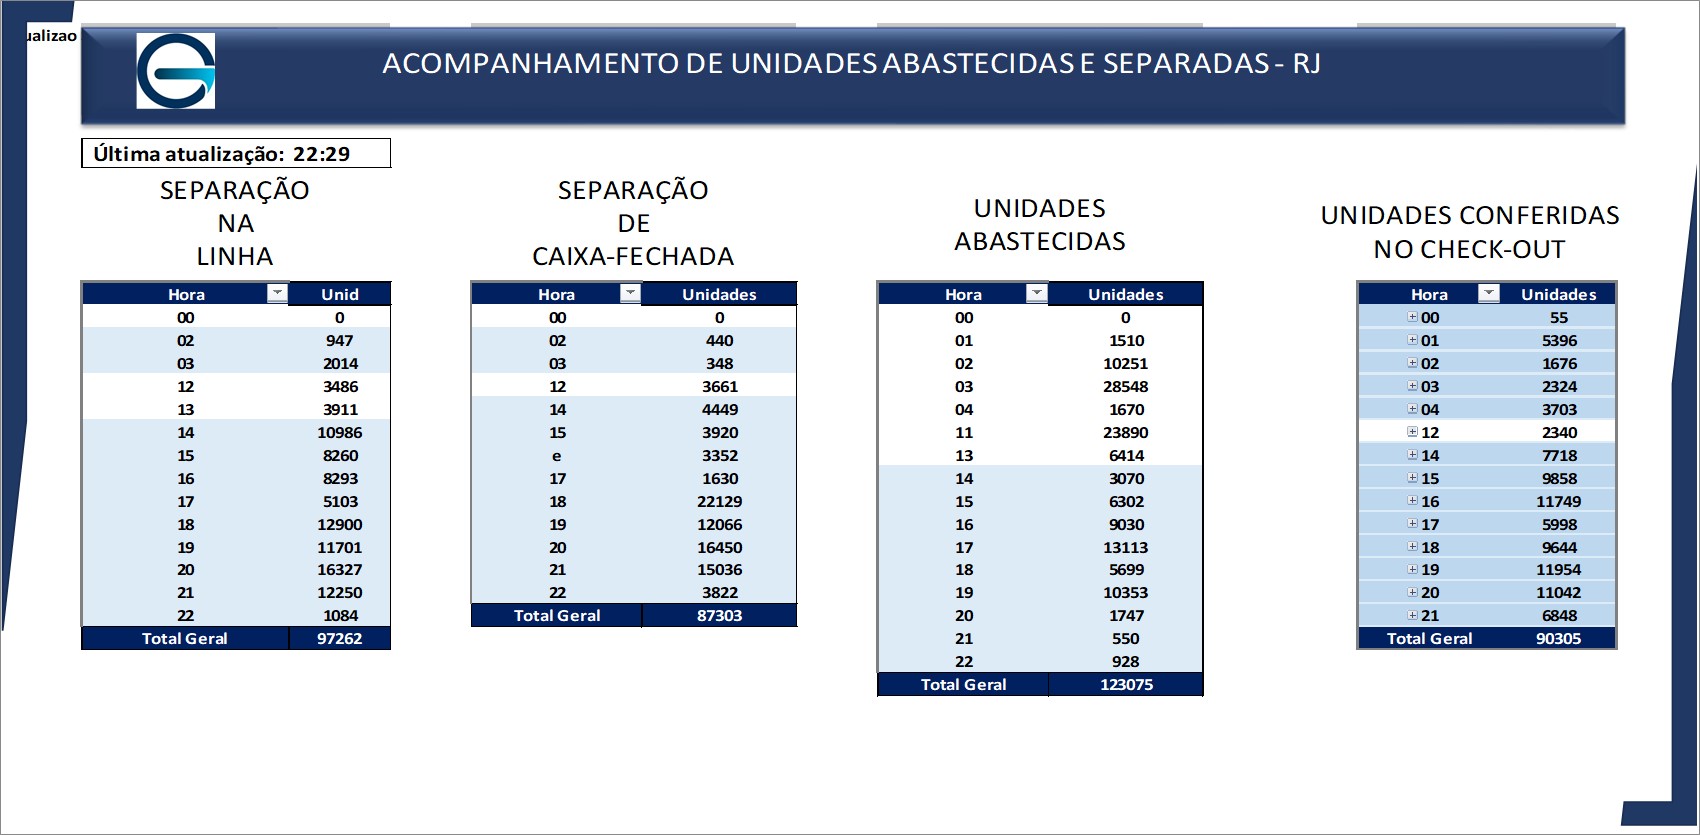 ualizao
ACOMPANHAMENTO DE UNIDADES ABASTECIDAS E SEPARADAS - RJ
Última atualização: 22:29
SEPARAÇÃO
NA
LINHA
Hora Unid
00 0
02 947
03 2014
12 3486
13 3911
14 10986
15 8260
16 8293
17 5103
18 12900
19 11701
20 16327
21 12250
22 1084
Total Geral 97262
SEPARAÇÃO
DE
CAIXA-FECHADA
Hora Unidades
00 0
02 440
03 348
12 3661
14 4449
15 3920
e 3352
17 1630
18 22129
19 12066
20 16450
21 15036
22 3822
Total Geral 87303
UNIDADES
ABASTECIDAS
Hora Unidades
00 0
01 1510
02 10251
03 28548
04 1670
11 23890
13 6414
14 3070
15 6302
16 9030
17 13113
18 5699
19 10353
20 1747
21 550
22 928
Total Geral 123075
UNIDADES CONFERIDAS
NO CHECK-OUT
Hora Unidades
00 55
01 5396
02 1676
03 2324
04 3703
12 2340
14 7718
15 9858
16 11749
17 5998
18 9644
19 11954
20 11042
21 6848
Total Geral 90305